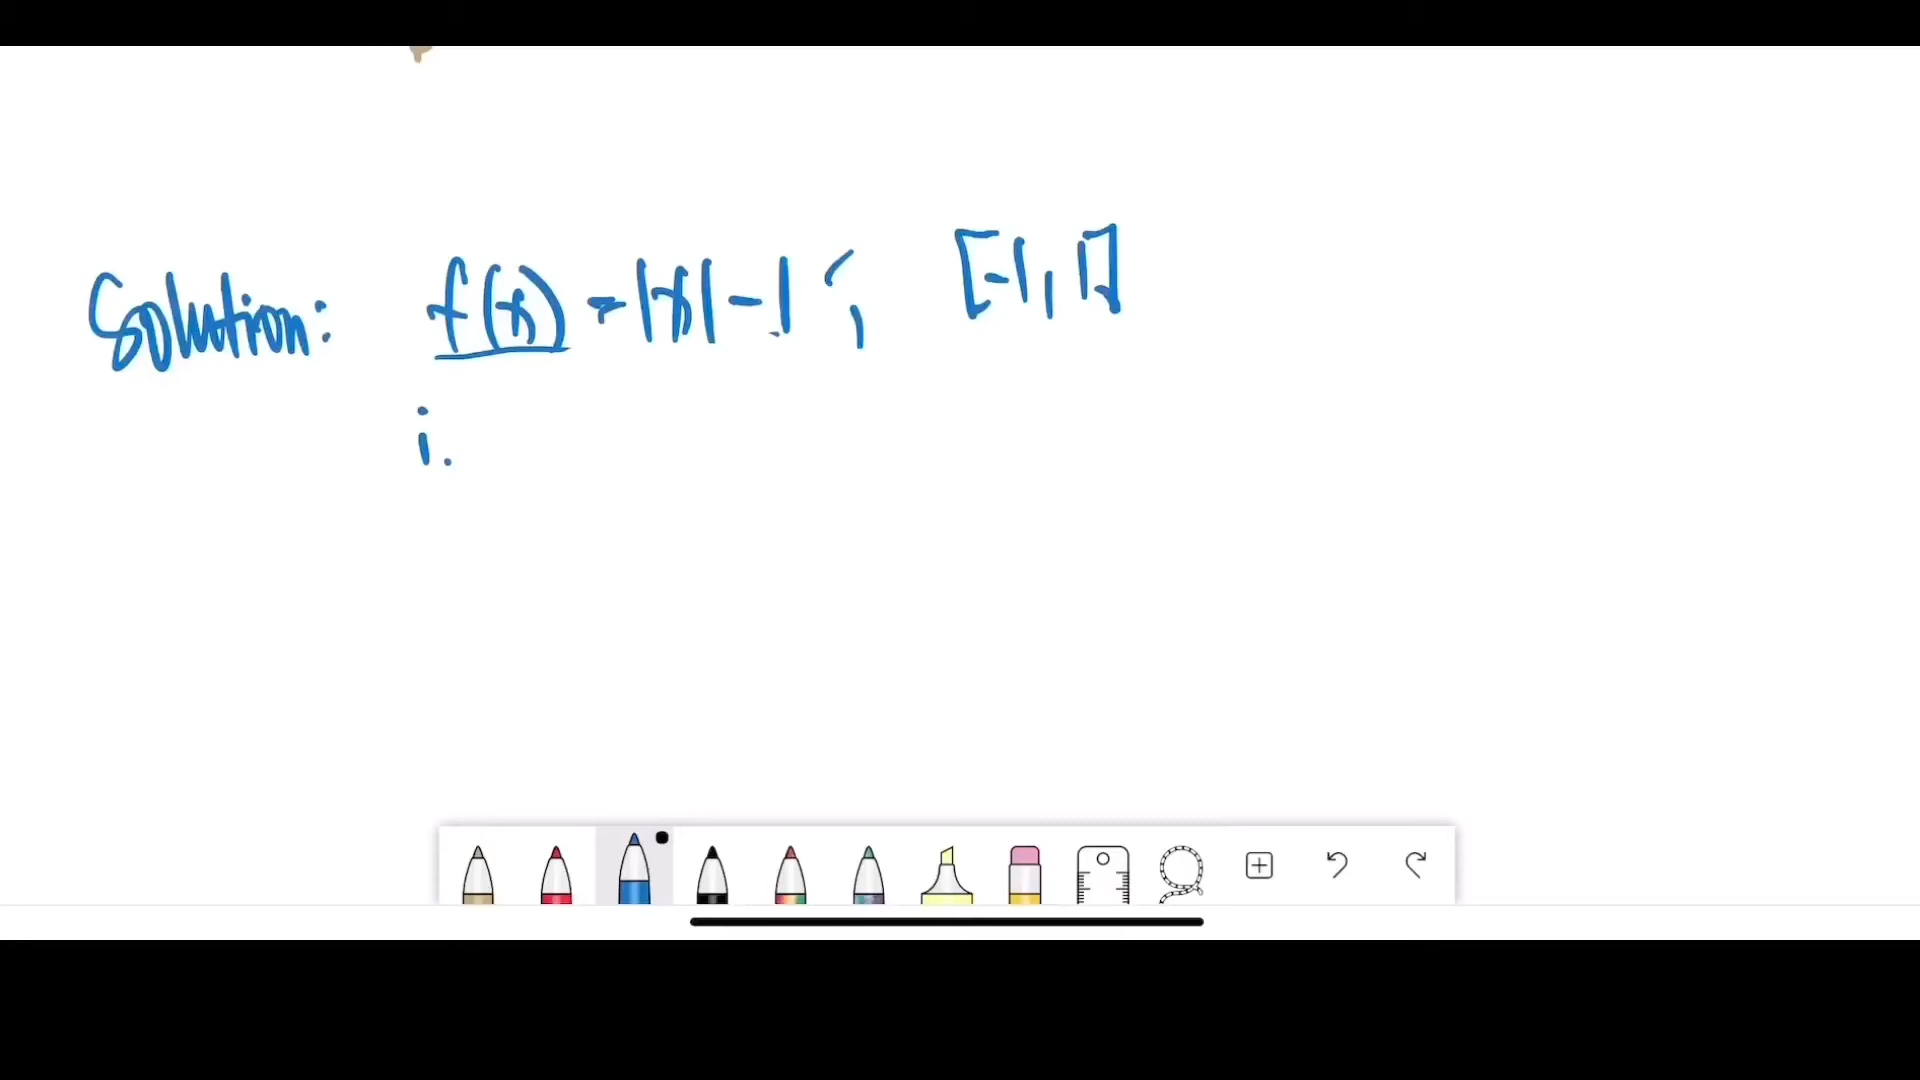 Solution: f(x) = |x| - 1 ; [-1, 1]
i.